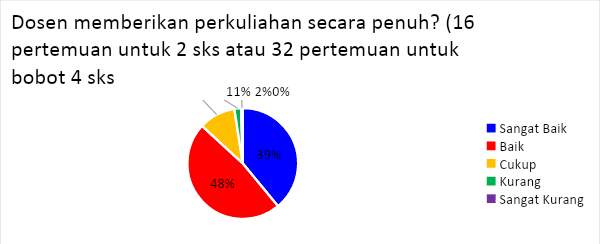 Dosen memberikan perkuliahan secara penuh? (16
pertemuan untuk 2 sks atau 32 pertemuan untuk
bobot 4 sks
11% 2%0%
39%
48%
Sangat Baik
Baik
Cukup
Kurang
Sangat Kurang